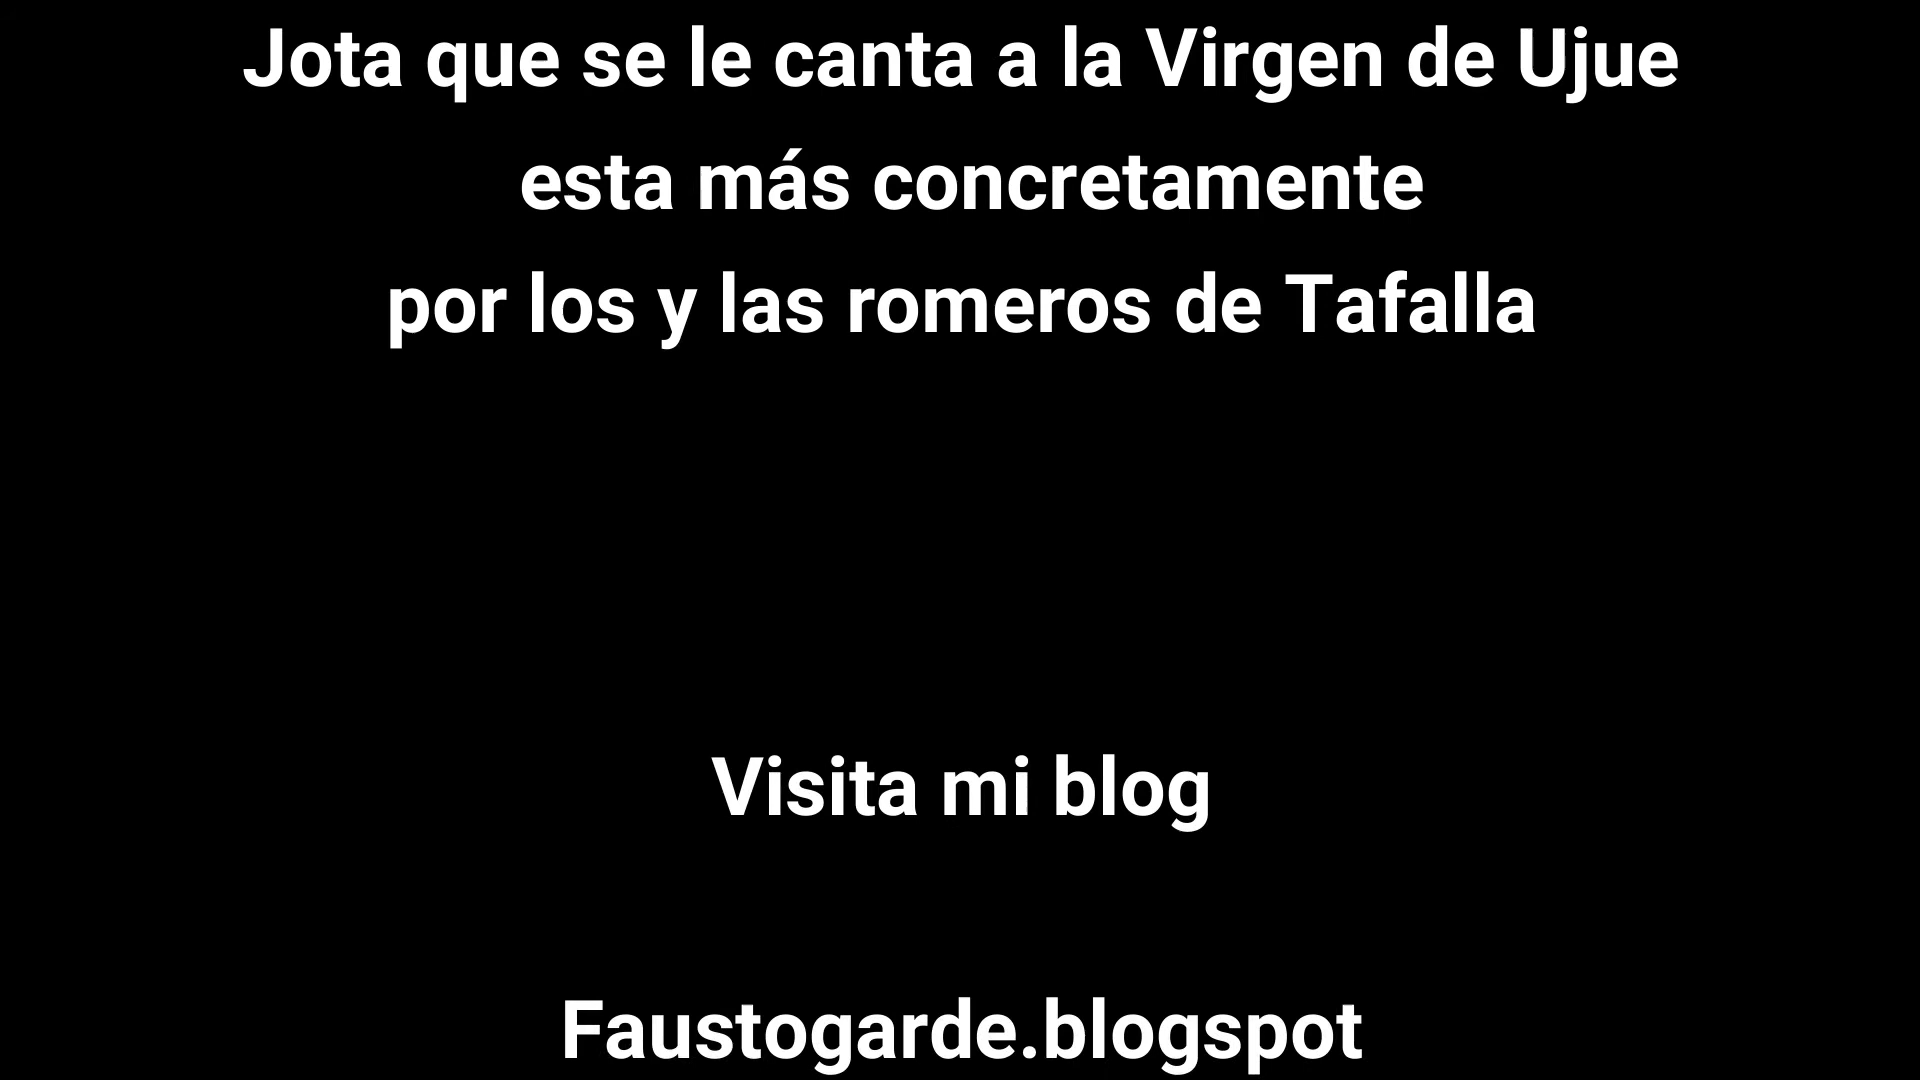 Jota que se le canta a la Virgen de Ujue
esta más concretamente
por los y las romeros de Tafalla
Visita mi blog
Faustogarde.blogspot